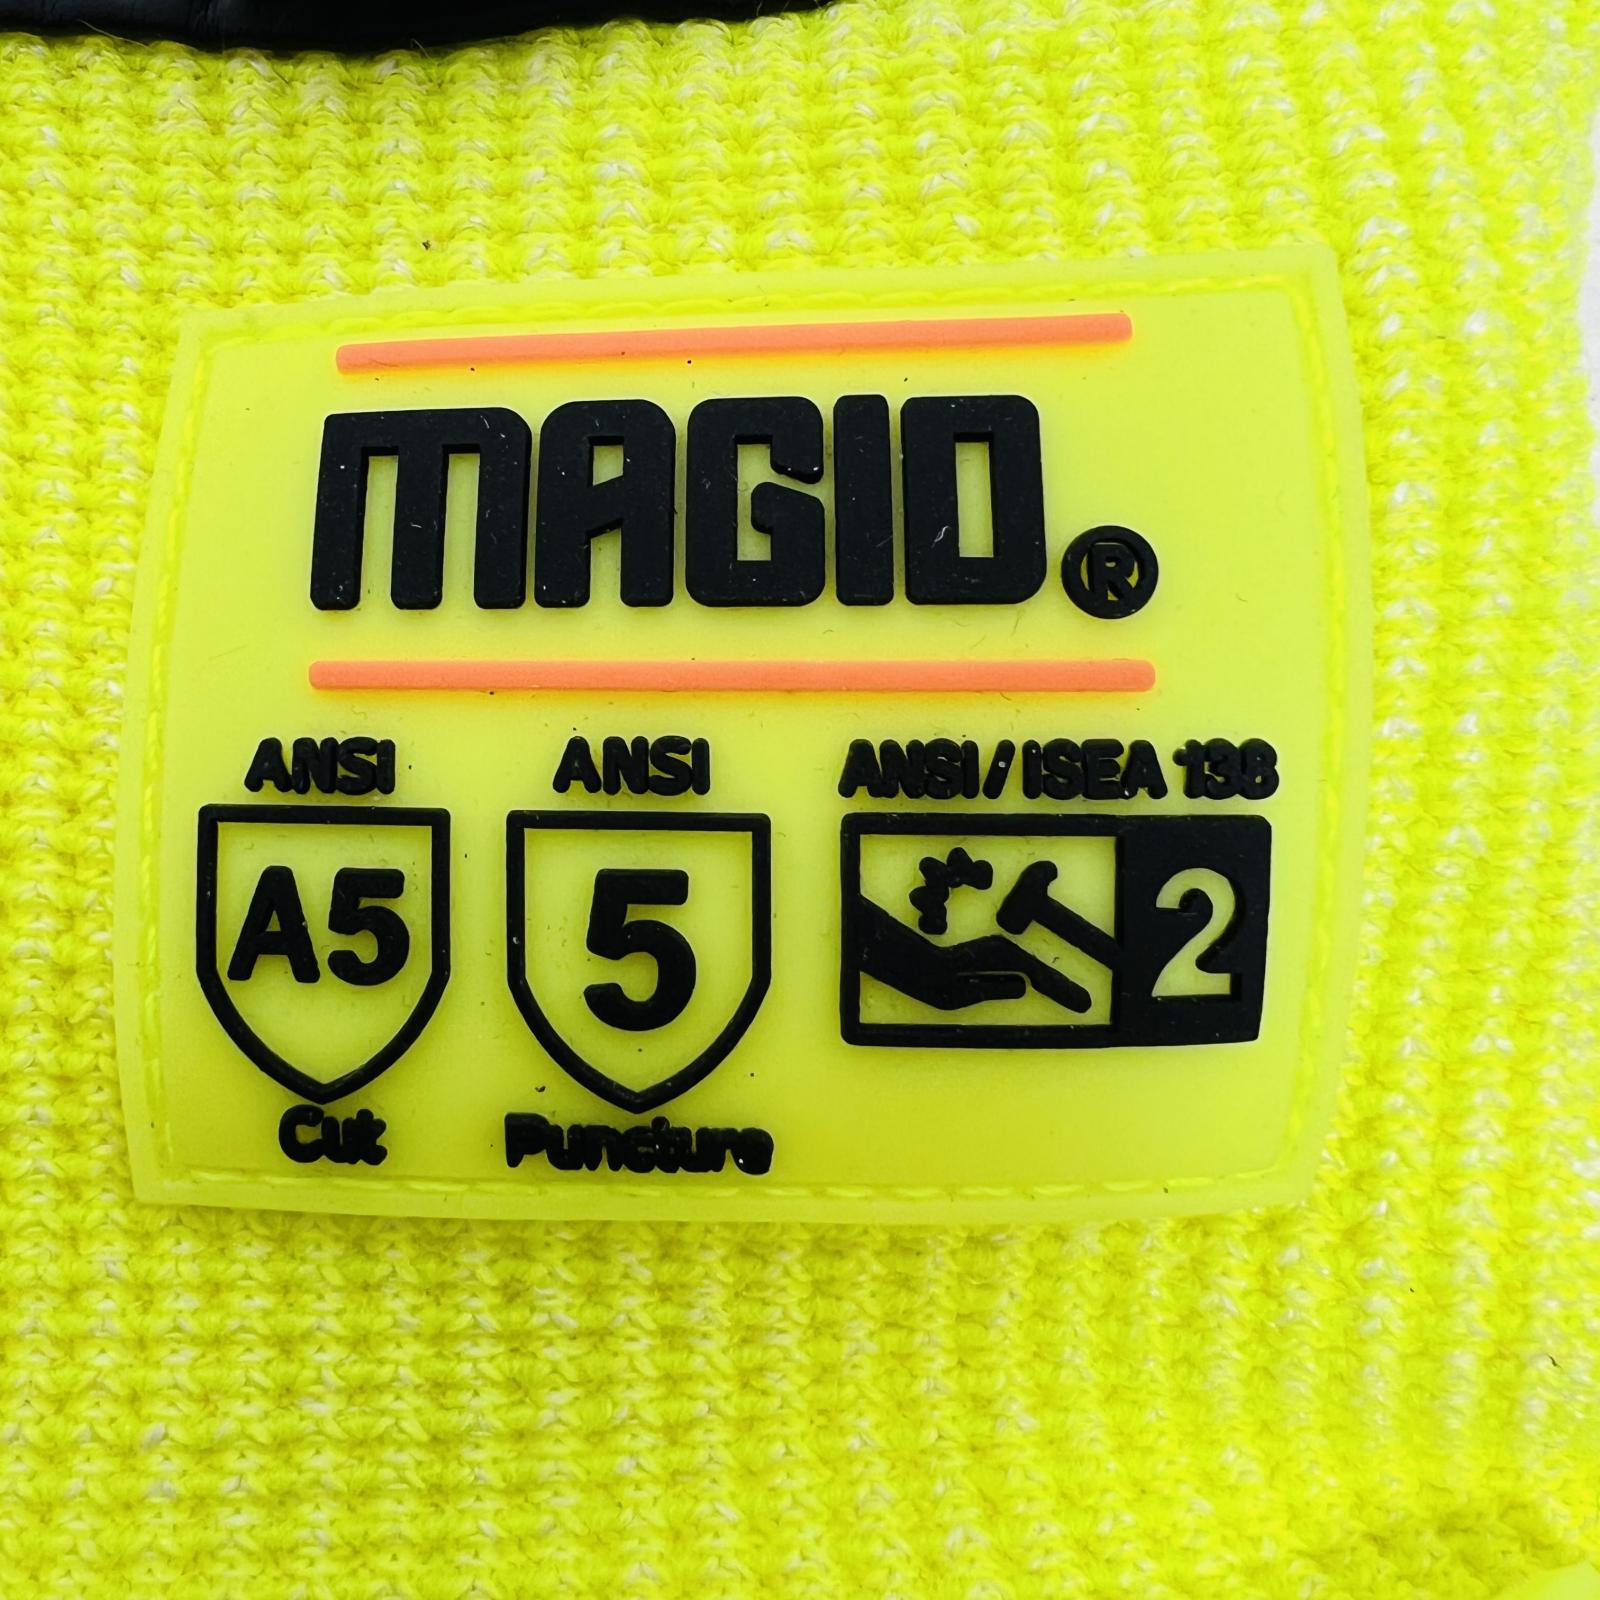 MAGID®
ANSI ANSI ANSI/ISEA 138
A5 5 2
Cut Puncture